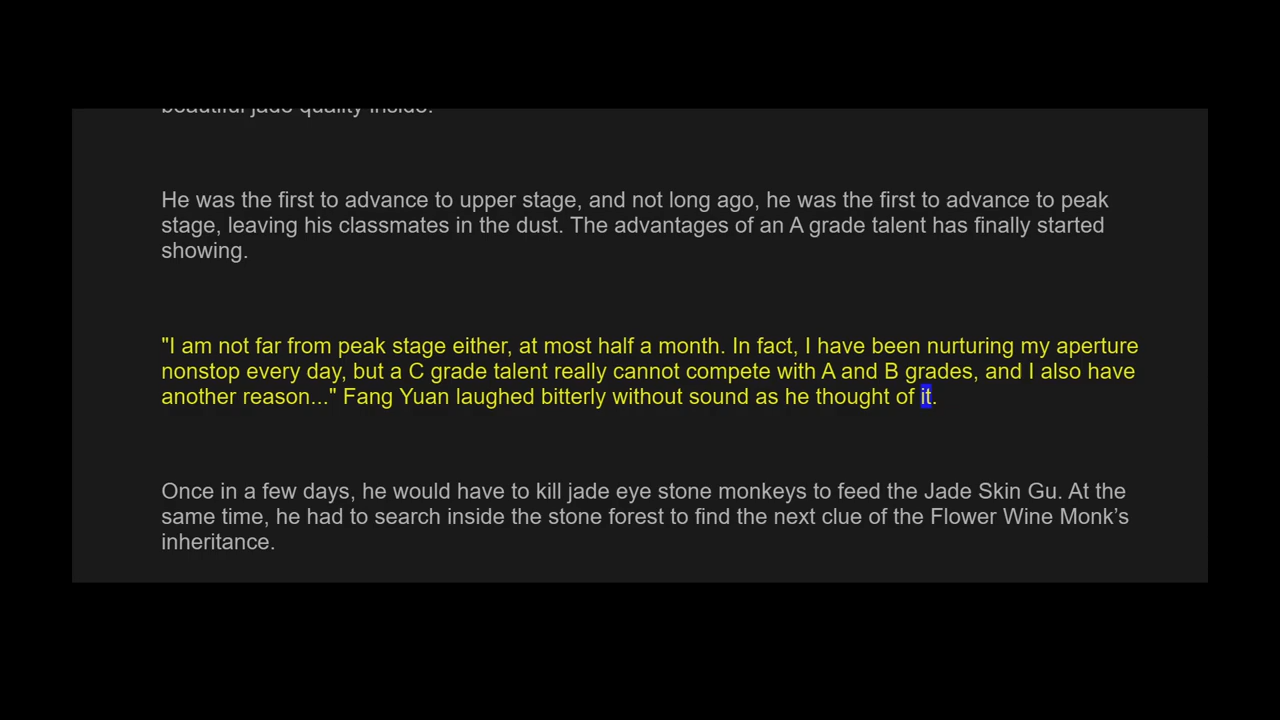 beautiful jade quality inside.
He was the first to advance to upper stage, and not long ago, he was the first to advance to peak
stage, leaving his classmates in the dust. The advantages of an A grade talent has finally started
showing.
"I am not far from peak stage either, at most half a month. In fact, I have been nurturing my aperture
nonstop every day, but a C grade talent really cannot compete with A and B grades, and I also have
another reason..." Fang Yuan laughed bitterly without sound as he thought of it.
Once in a few days, he would have to kill jade eye stone monkeys to feed the Jade Skin Gu. At the
same time, he had to search inside the stone forest to find the next clue of the Flower Wine Monk’s
inheritance.